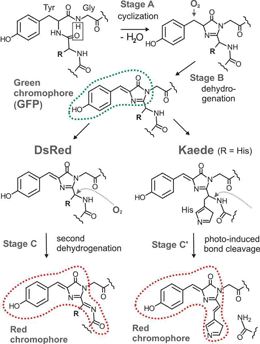 Tyr Gly
Stage A
cyclization
-H2O
O2
HO
R
O
N
H
NH
Stage B
dehydro-
genation
Green
chromophore
(GFP)
DsRed
Kaede (R = His)
His
O2
Stage C
second
dehydrogenation
Stage C'
photo-induced
bond cleavage
Red
chromophore
Red
chromophore
NH2